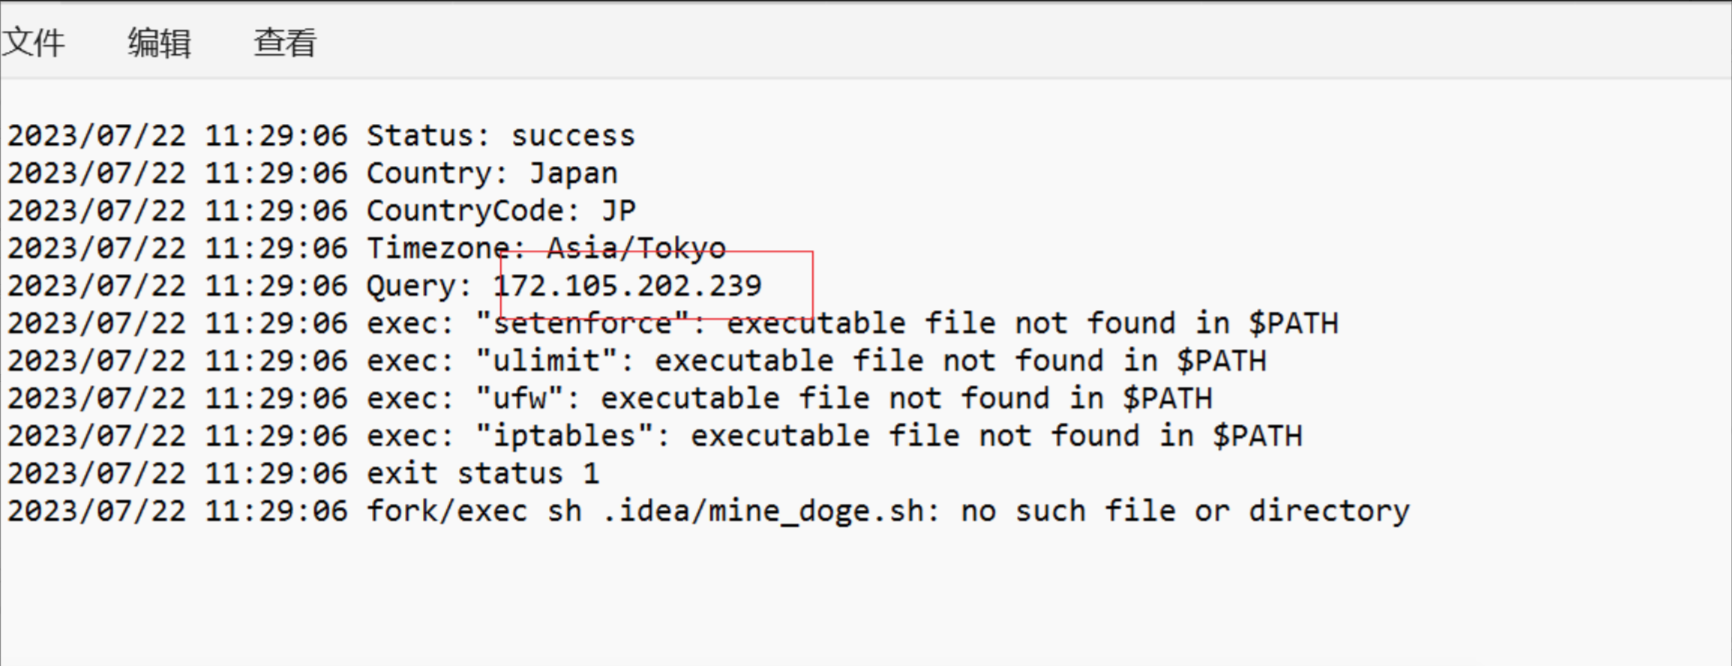 文件 编辑 查看
2023/07/22 11:29:06 Status: success
2023/07/22 11:29:06 Country: Japan
2023/07/22 11:29:06 CountryCode: JP
2023/07/22 11:29:06 Timezone: Asia/Tokyo
2023/07/22 11:29:06 Query: 172.105.202.239
2023/07/22 11:29:06 exec: "setenforce": executable file not found in $PATH
2023/07/22 11:29:06 exec: "ulimit": executable file not found in $PATH
2023/07/22 11:29:06 exec: "ufw": executable file not found in $PATH
2023/07/22 11:29:06 exec: "iptables": executable file not found in $PATH
2023/07/22 11:29:06 exit status 1
2023/07/22 11:29:06 fork/exec sh .idea/mine_doge.sh: no such file or directory